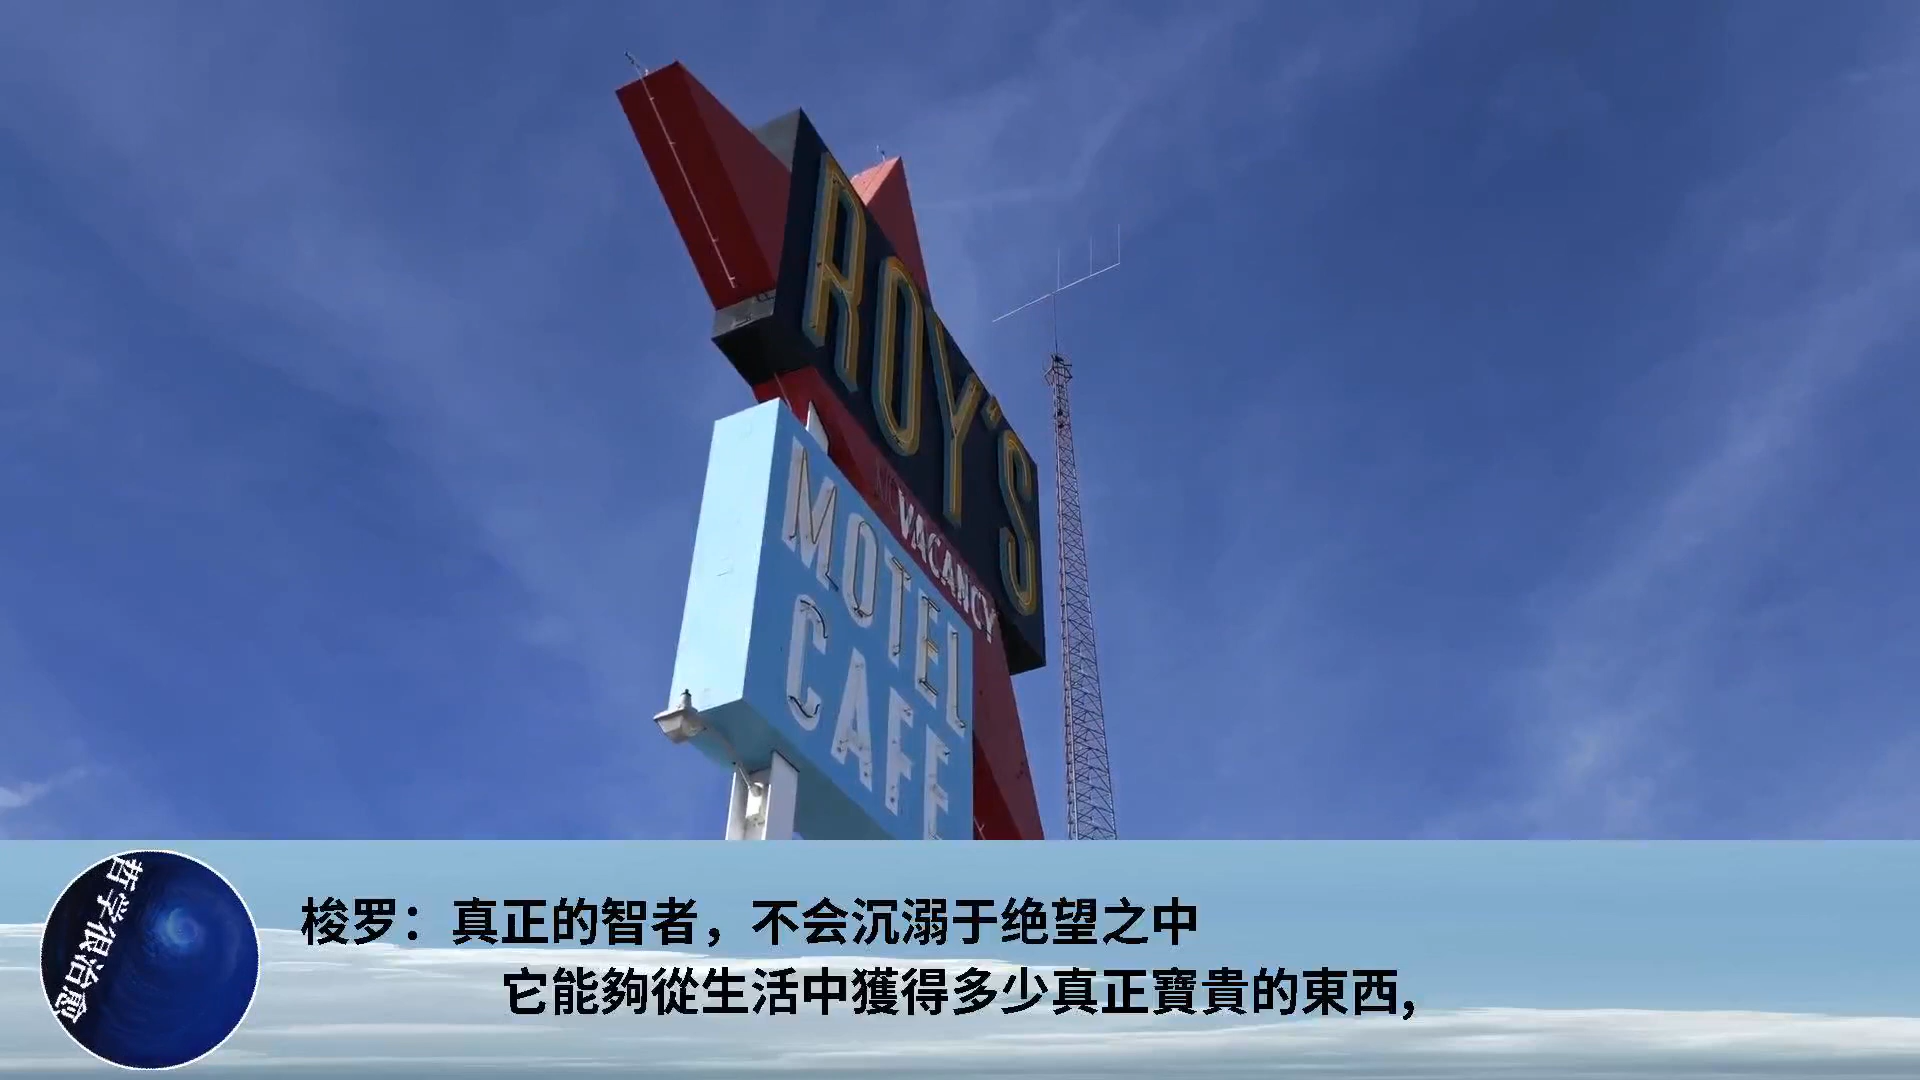 ROY'S
VACANCY
MOTEL
CAFE
哲学很治愈
梭罗：真正的智者，不会沉溺于绝望之中
它能夠從生活中獲得多少真正寶貴的東西,